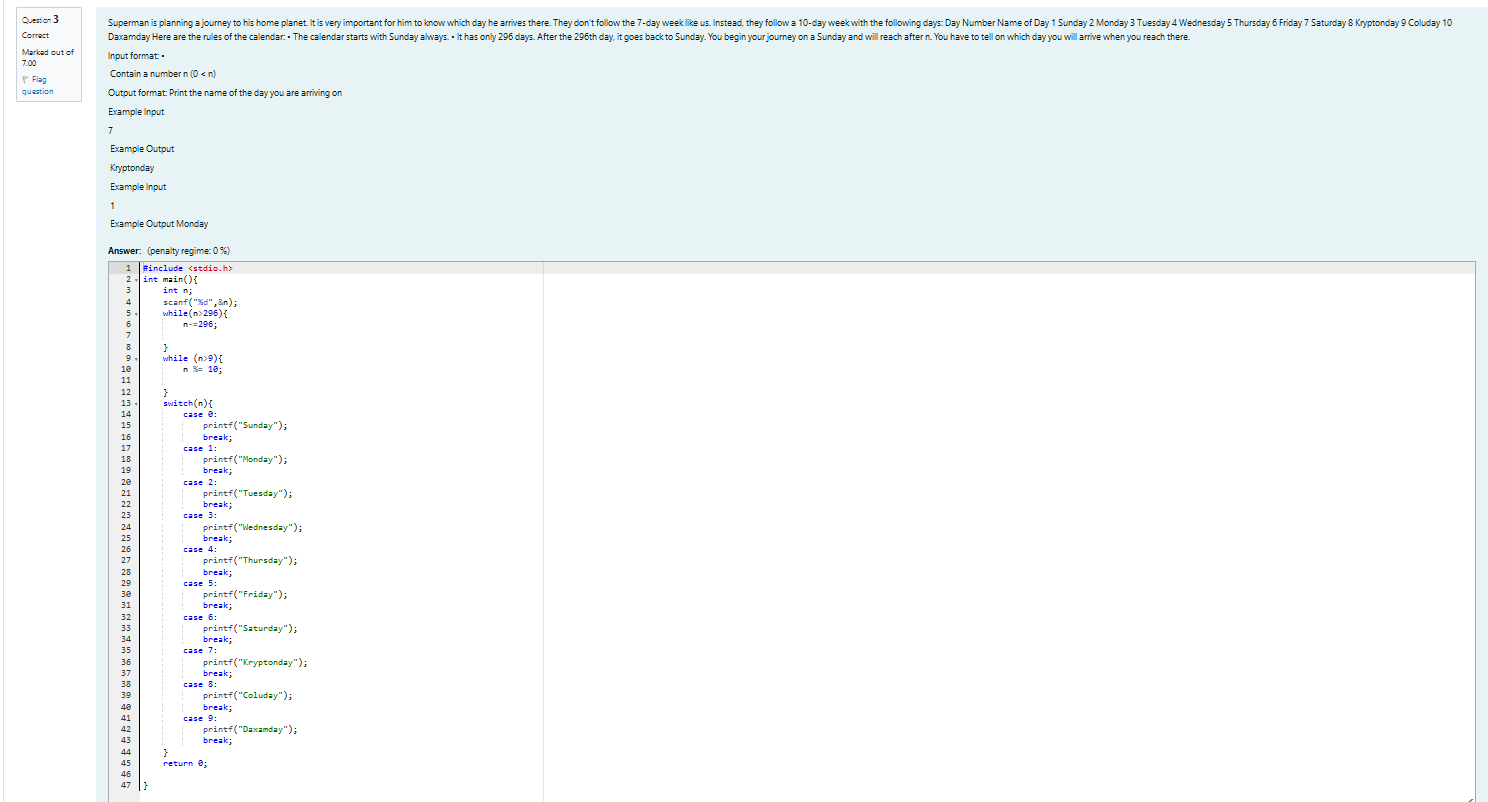 Question 3
Correct
Marked out of
7.00
Flag
question
Superman is planning a journey to his home planet. It is very important for him to know which day he arrives there. They don't follow the 7-day week like us. Instead, they follow a 10-day week with the following days: Day Number Name of Day 1 Sunday 2 Monday 3 Tuesday 4 Wednesday 5 Thursday 6 Friday 7 Saturday 8 Kryptonday 9 Coluday 10
Daxamday Here are the rules of the calendar: • The calendar starts with Sunday always. • It has only 296 days. After the 296th day, it goes back to Sunday. You begin your journey on a Sunday and will reach after n. You have to tell on which day you will arrive when you reach there.
Input format: •
Contain a number n (0 < n)
Output format: Print the name of the day you are arriving on
Example Input
7
Example Output
Kryptonday
Example Input
1
Example Output Monday
Answer: (penalty regime: 0 %)
1 #include <stdio.h>
2 int main(){
3 int n;
4 scanf("%d",&n);
5 while(n>296){
6 n-=296;
7
8 }
9 while (n>9){
10 n %= 10;
11
12 }
13 switch(n){
14 case 0:
15 printf("Sunday");
16 break;
17 case 1:
18 printf("Monday");
19 break;
20 case 2:
21 printf("Tuesday");
22 break;
23 case 3:
24 printf("Wednesday");
25 break;
26 case 4:
27 printf("Thursday");
28 break;
29 case 5:
30 printf("Friday");
31 break;
32 case 6:
33 printf("Saturday");
34 break;
35 case 7:
36 printf("Kryptonday");
37 break;
38 case 8:
39 printf("Coluday");
40 break;
41 case 9:
42 printf("Daxamday");
43 break;
44 }
45 return 0;
46
47 }